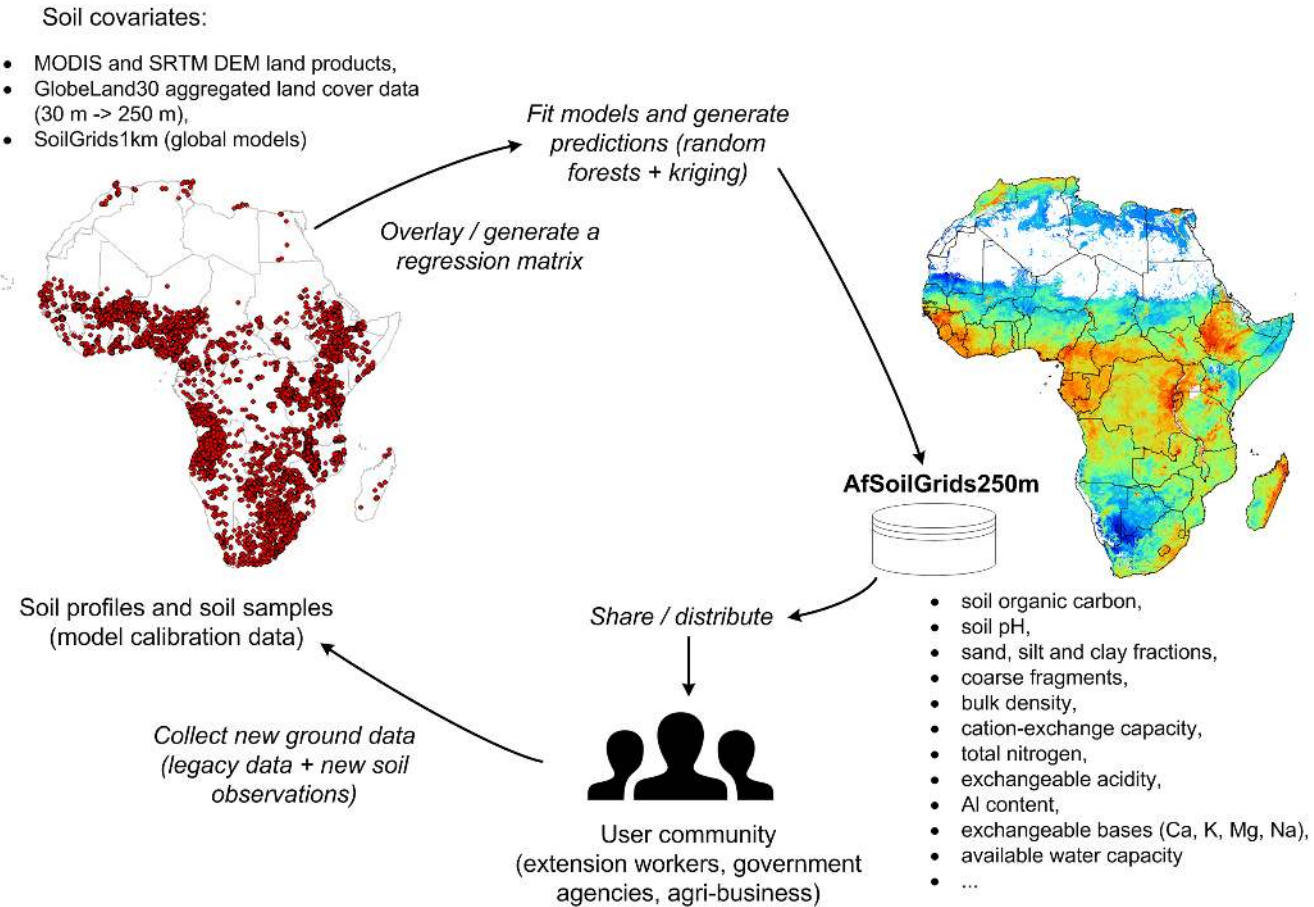 Soil covariates:
• MODIS and SRTM DEM land products,
• GlobeLand30 aggregated land cover data
(30 m -> 250 m),
• SoilGrids1km (global models)
Fit models and generate
predictions (random
forests + kriging)
Overlay / generate a
regression matrix
AfSoilGrids250m
Soil profiles and soil samples
(model calibration data)
Share / distribute
• soil organic carbon,
• soil pH,
• sand, silt and clay fractions,
• coarse fragments,
• bulk density,
• cation-exchange capacity,
• total nitrogen,
• exchangeable acidity,
• Al content,
• exchangeable bases (Ca, K, Mg, Na),
• available water capacity
• ...
Collect new ground data
(legacy data + new soil
observations)
User community
(extension workers, government
agencies, agri-business)